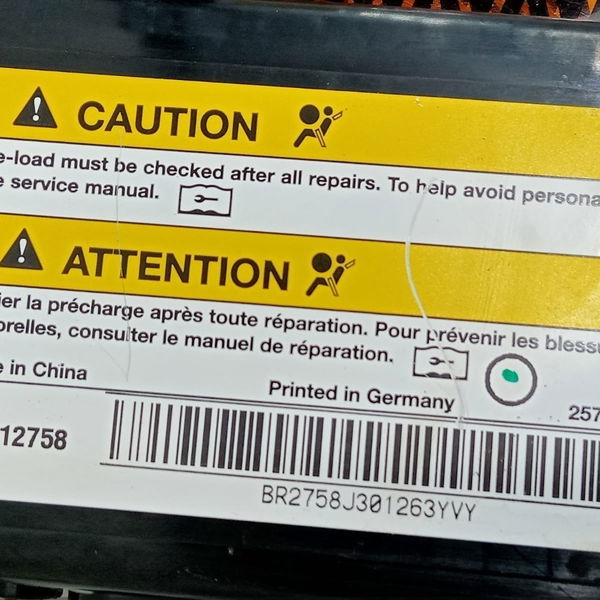 CAUTION
e-load must be checked after all repairs. To help avoid persona
e service manual.
ATTENTION
ier la précharge après toute réparation. Pour prévenir les bless
orelles, consulter le manuel de réparation.
e in China
Printed in Germany
257
12758
BR2758J301263YVY